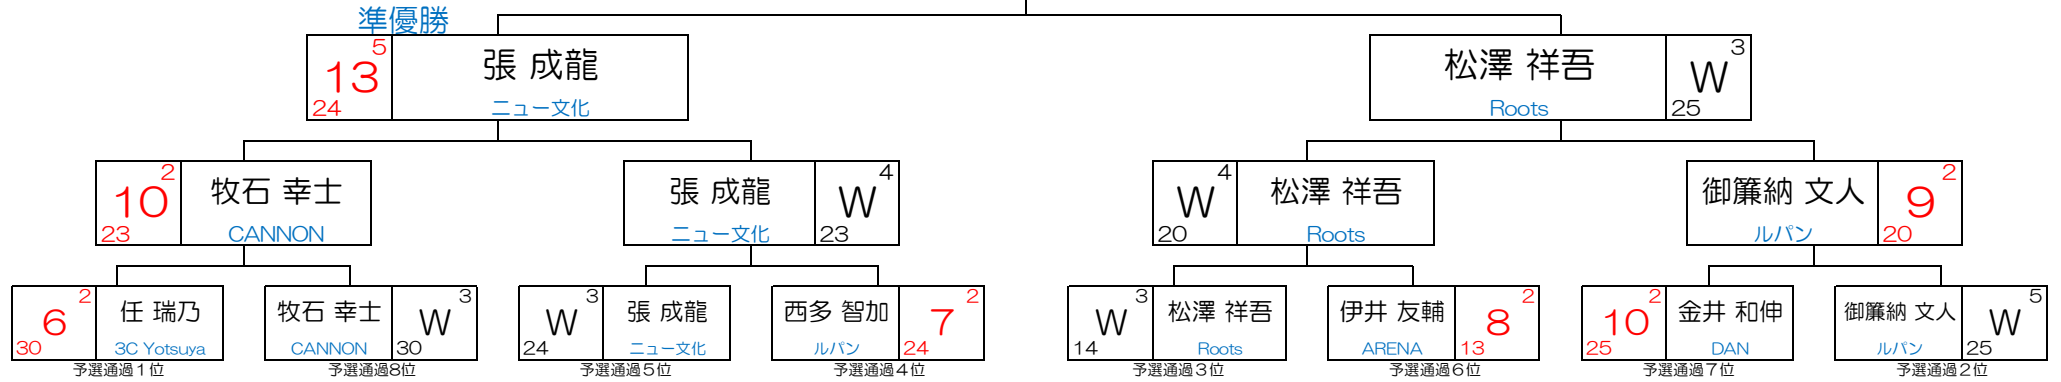 準優勝
5
13
24
張 成龍
ニュー文化
松澤 祥吾
Roots
3
W
25
2
10
23
牧石 幸士
CANNON
張 成龍
ニュー文化
4
W
23
4
W
20
松澤 祥吾
Roots
御簾納 文人
ルパン
2
9
20
2
6
30
任 瑞乃
3C Yotsuya
予選通過1位
牧石 幸士
CANNON
3
W
30
予選通過8位
3
W
24
張 成龍
ニュー文化
予選通過5位
西多 智加
ルパン
2
7
24
予選通過4位
3
W
14
松澤 祥吾
Roots
予選通過3位
伊井 友輔
ARENA
2
8
13
予選通過6位
2
10
25
金井 和伸
DAN
予選通過7位
御簾納 文人
ルパン
5
W
25
予選通過2位